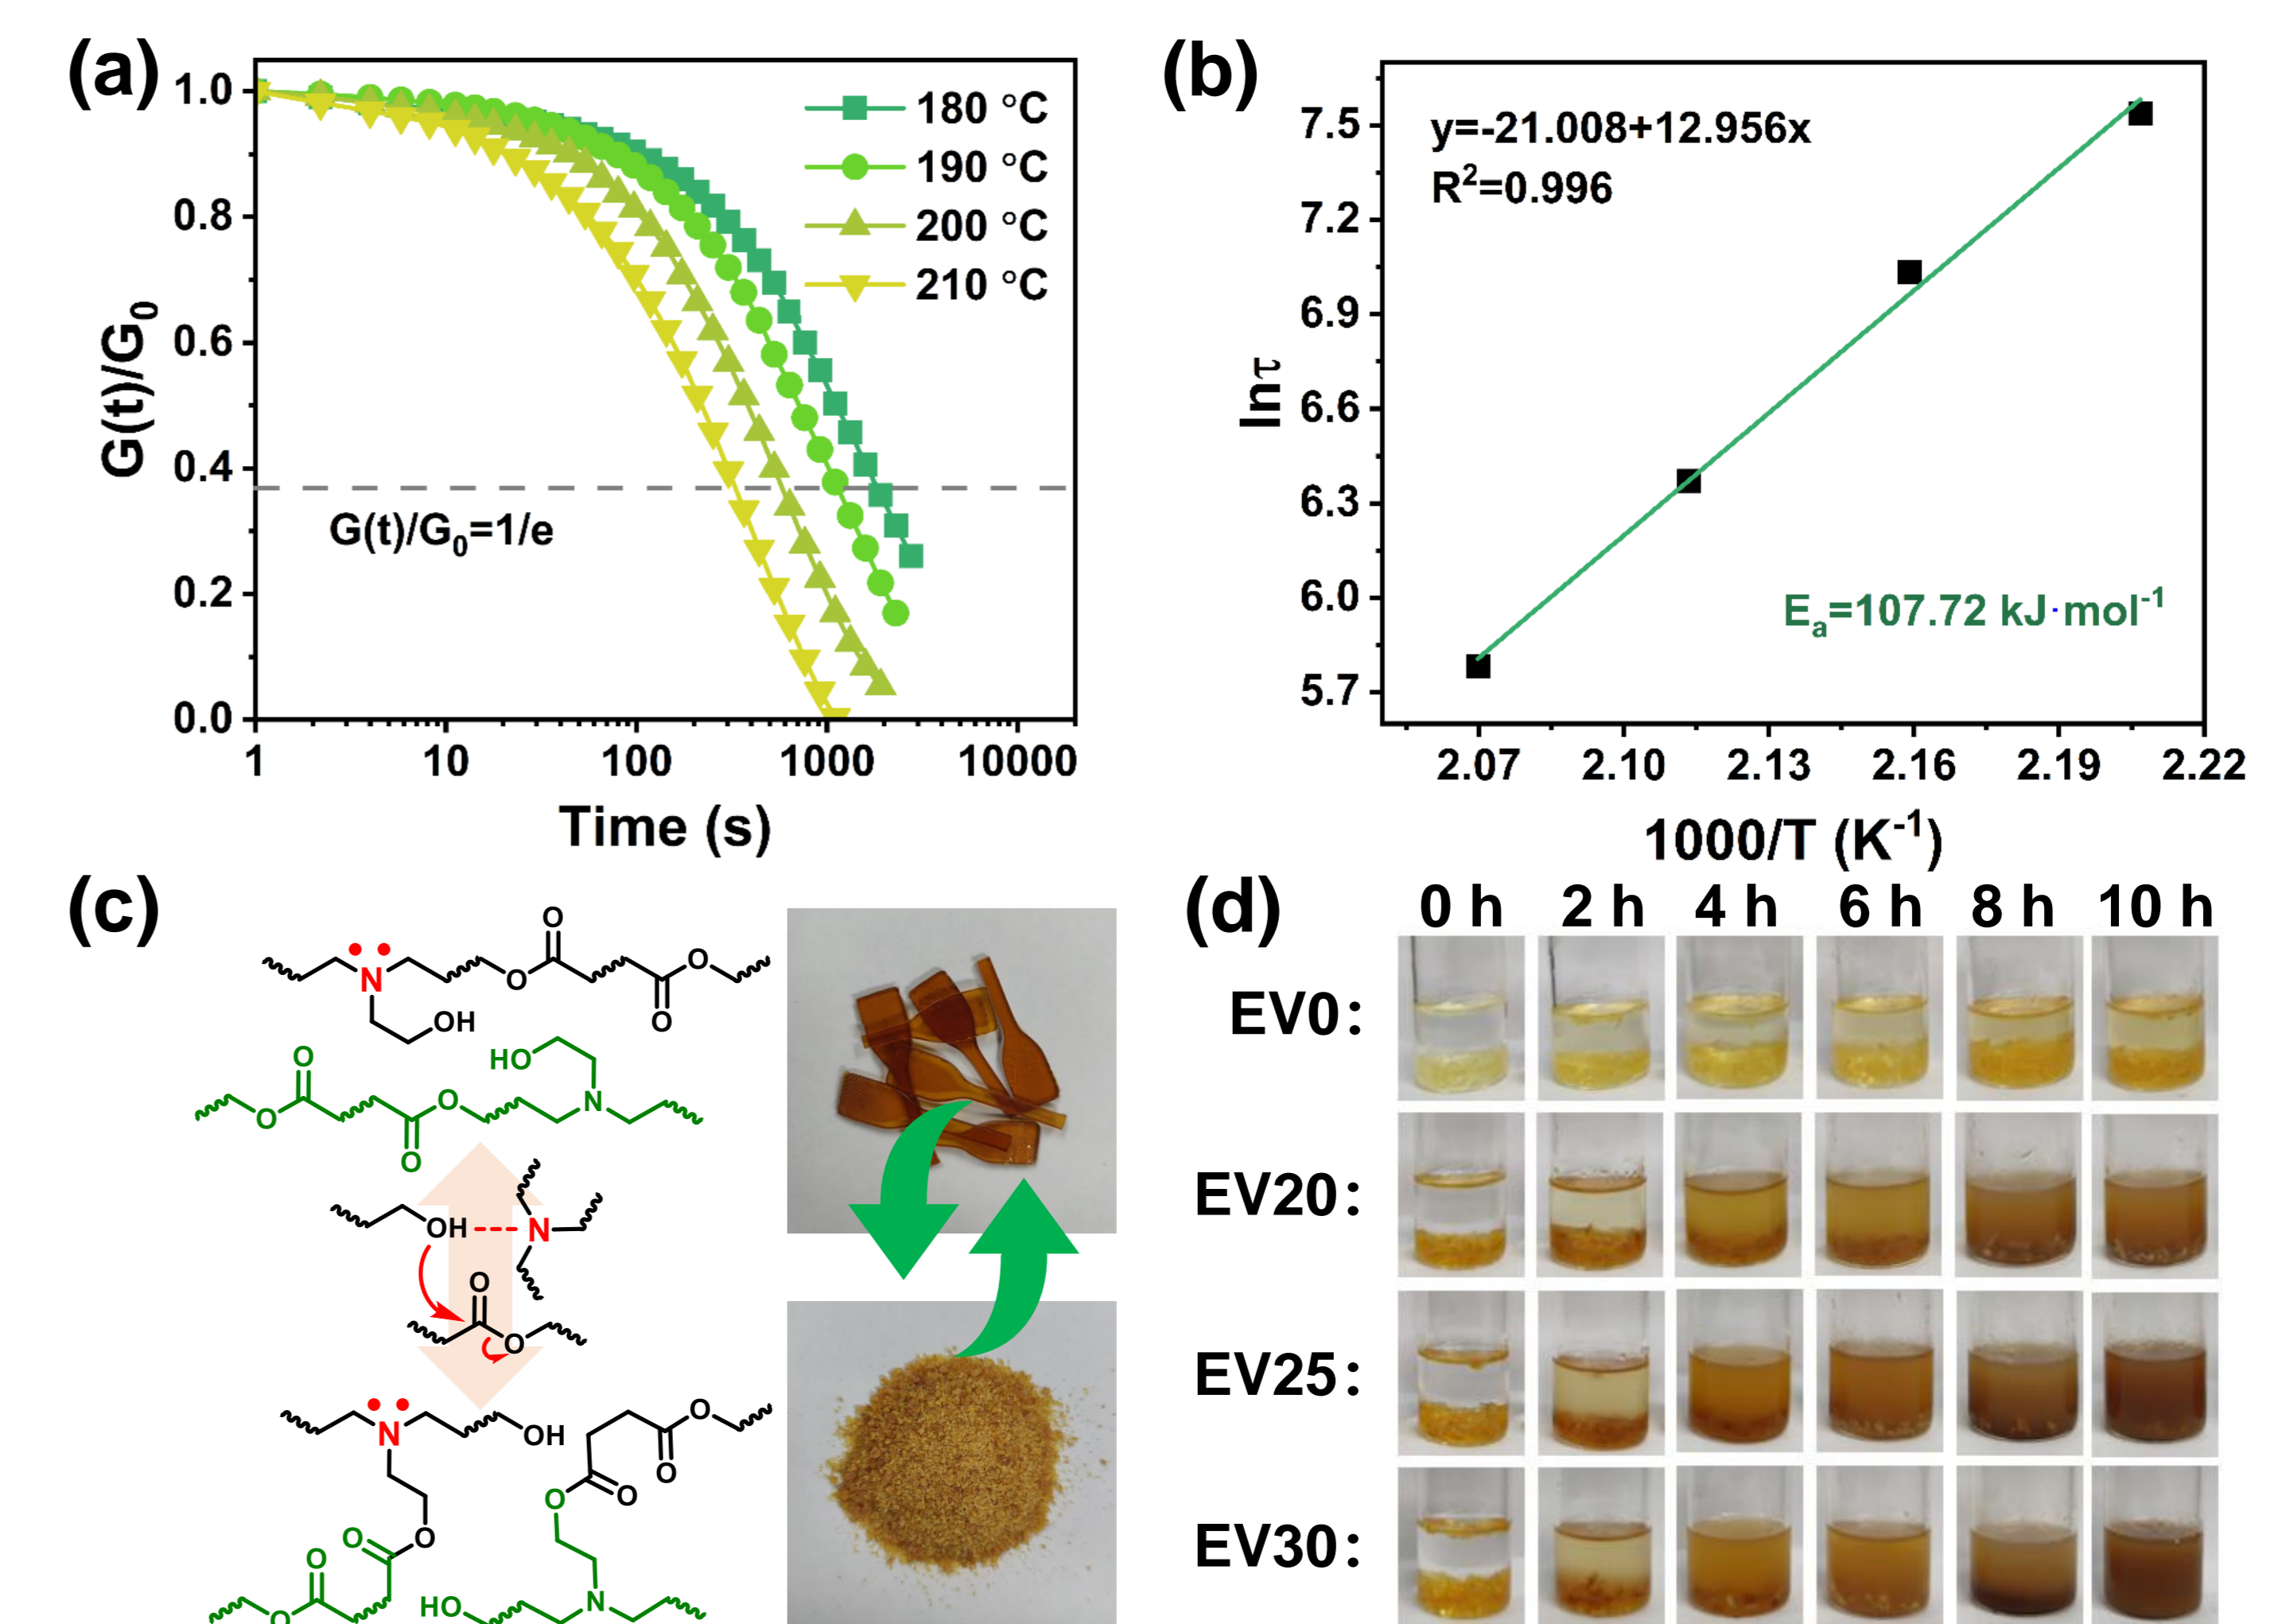 (a)
1.0
0.8
0.6
0.4
0.2
0.0
G(t)/G₀
180 °C
190 °C
200 °C
210 °C
G(t)/G₀=1/e
1 10 100 1000 10000
Time (s)
(b)
7.5
7.2
6.9
6.6
6.3
6.0
5.7
lnτ
y=-21.008+12.956x
R²=0.996
Eₐ=107.72 kJ·mol⁻¹
2.07 2.10 2.13 2.16 2.19 2.22
1000/T (K⁻¹)
(c)
O
N O O
OH O
O HO
O O N
O
OH N
O
O
N OH O
O O
O O
O O
O HO N
(d)
0 h 2 h 4 h 6 h 8 h 10 h
EV0:
EV20:
EV25:
EV30: